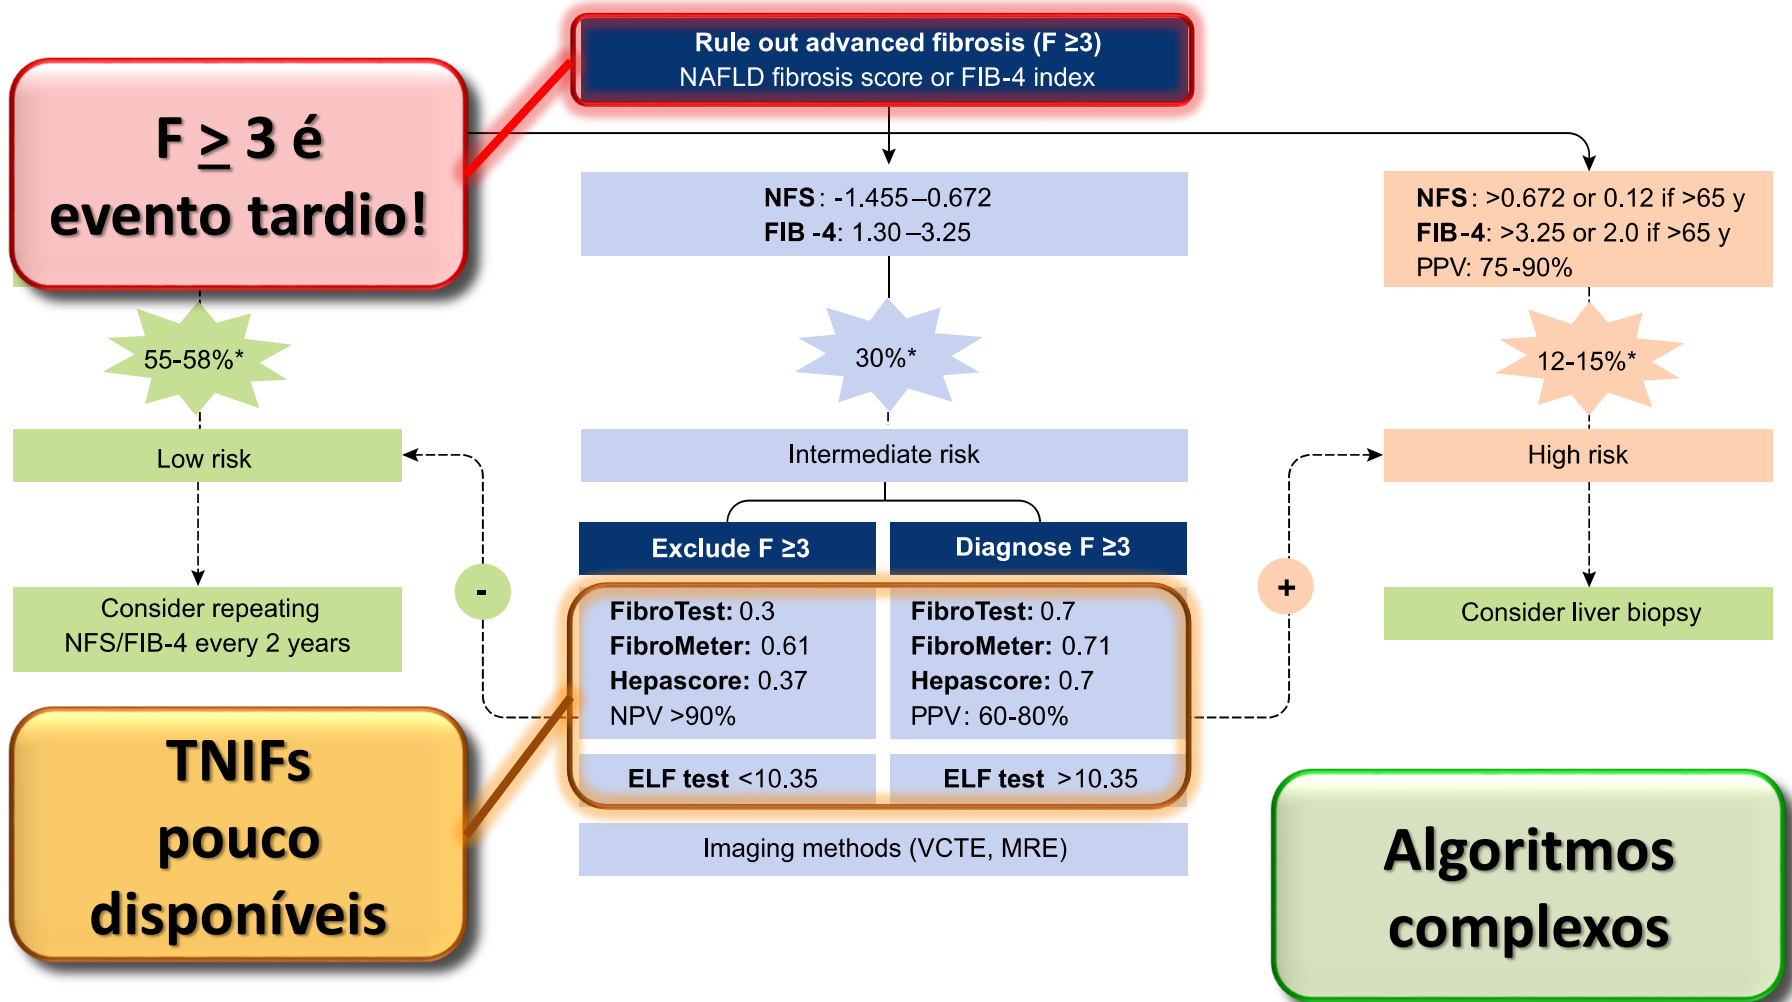 Rule out advanced fibrosis (F ≥3)
NAFLD fibrosis score or FIB-4 index
F ≥ 3 é
evento tardio!
NFS: -1.455–0.672
FIB-4: 1.30–3.25
NFS: >0.672 or 0.12 if >65 y
FIB-4: >3.25 or 2.0 if >65 y
PPV: 75-90%
55-58%*
30%*
12-15%*
Low risk
Intermediate risk
High risk
Exclude F ≥3
Diagnose F ≥3
-
+
Consider repeating
NFS/FIB-4 every 2 years
FibroTest: 0.3
FibroMeter: 0.61
Hepascore: 0.37
NPV >90%
FibroTest: 0.7
FibroMeter: 0.71
Hepascore: 0.7
PPV: 60-80%
Consider liver biopsy
ELF test <10.35
ELF test >10.35
Imaging methods (VCTE, MRE)
TNIFs
pouco
disponíveis
Algoritmos
complexos